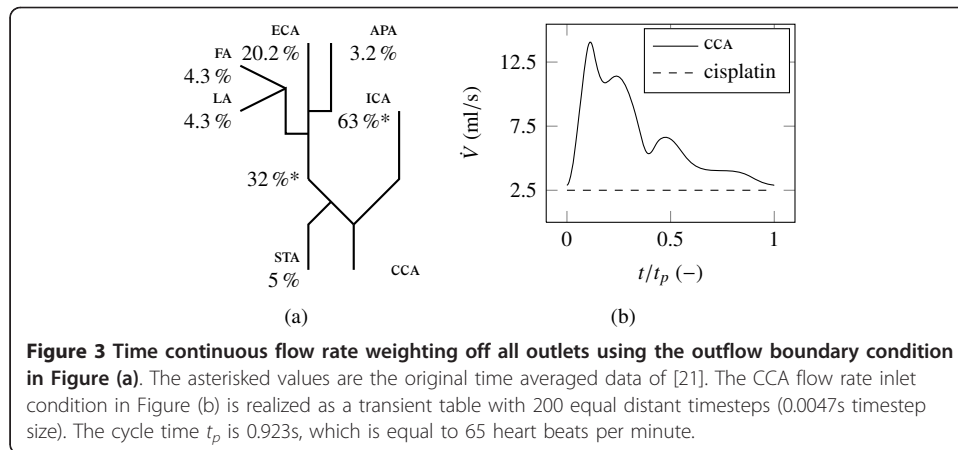 ECA
APA
FA
20.2 %
3.2 %
4.3 %
LA
ICA
4.3 %
63 %*
32 %*
STA
CCA
5 %
(a)
CCA
cisplatin
12.5
7.5
2.5
V̇ (ml/s)
0
0.5
1
t/tₚ (−)
(b)
Figure 3 Time continuous flow rate weighting off all outlets using the outflow boundary condition
in Figure (a). The asterisked values are the original time averaged data of [21]. The CCA flow rate inlet
condition in Figure (b) is realized as a transient table with 200 equal distant timesteps (0.0047s timestep
size). The cycle time tₚ is 0.923s, which is equal to 65 heart beats per minute.